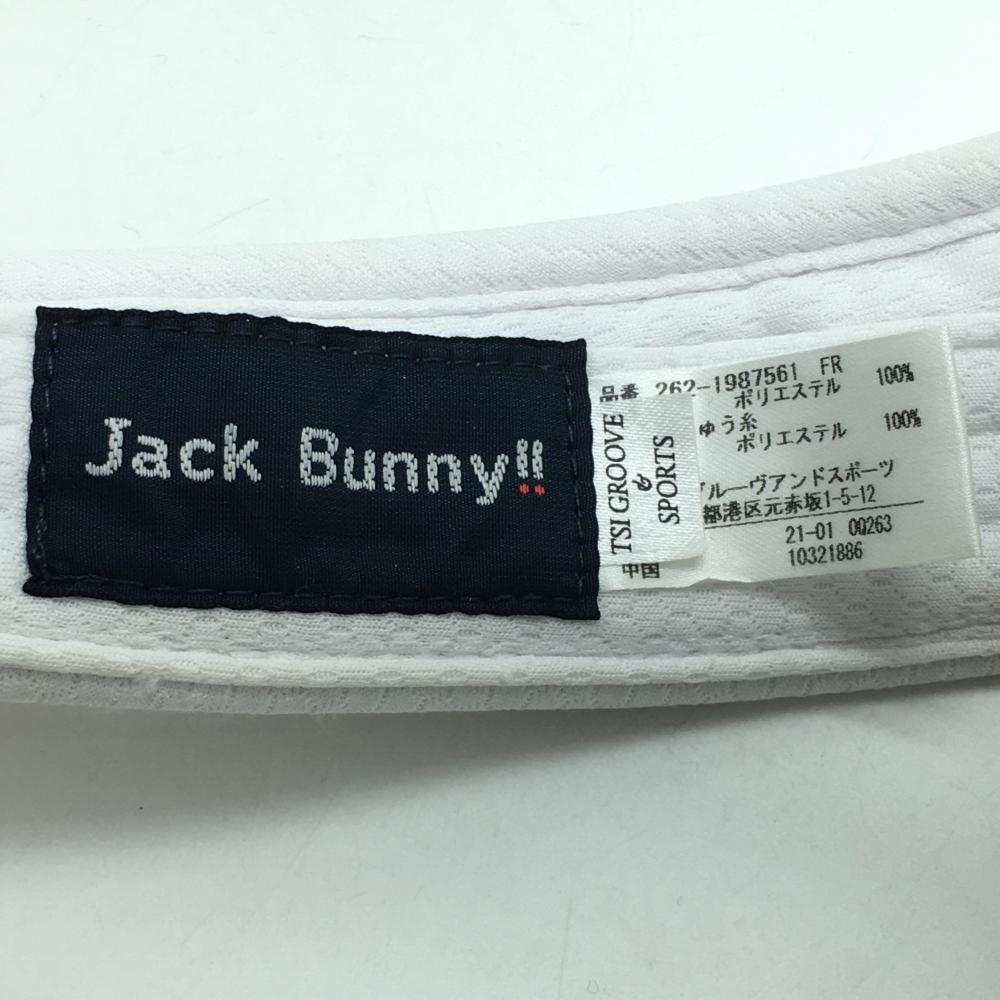 Jack Bunny!!
TSI GROOVE
&
SPORTS
品番 262-1987561 FR
ポリエステル 100%
ゅう糸
ポリエステル 100%
ルーヴアンドスポーツ
都港区元赤坂1-5-12
21-01 0Q263
中国 10321886